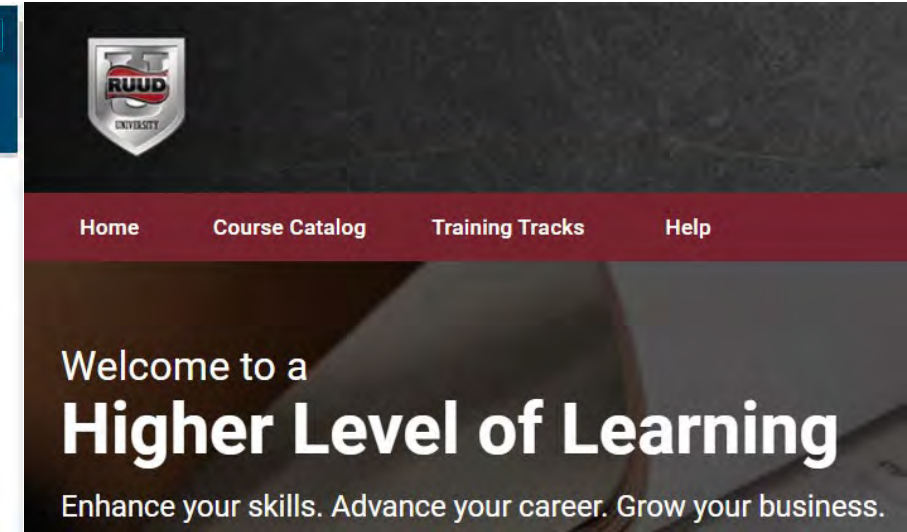 U
RUUD
UNIVERSITY
Home Course Catalog Training Tracks Help
Welcome to a
Higher Level of Learning
Enhance your skills. Advance your career. Grow your business.